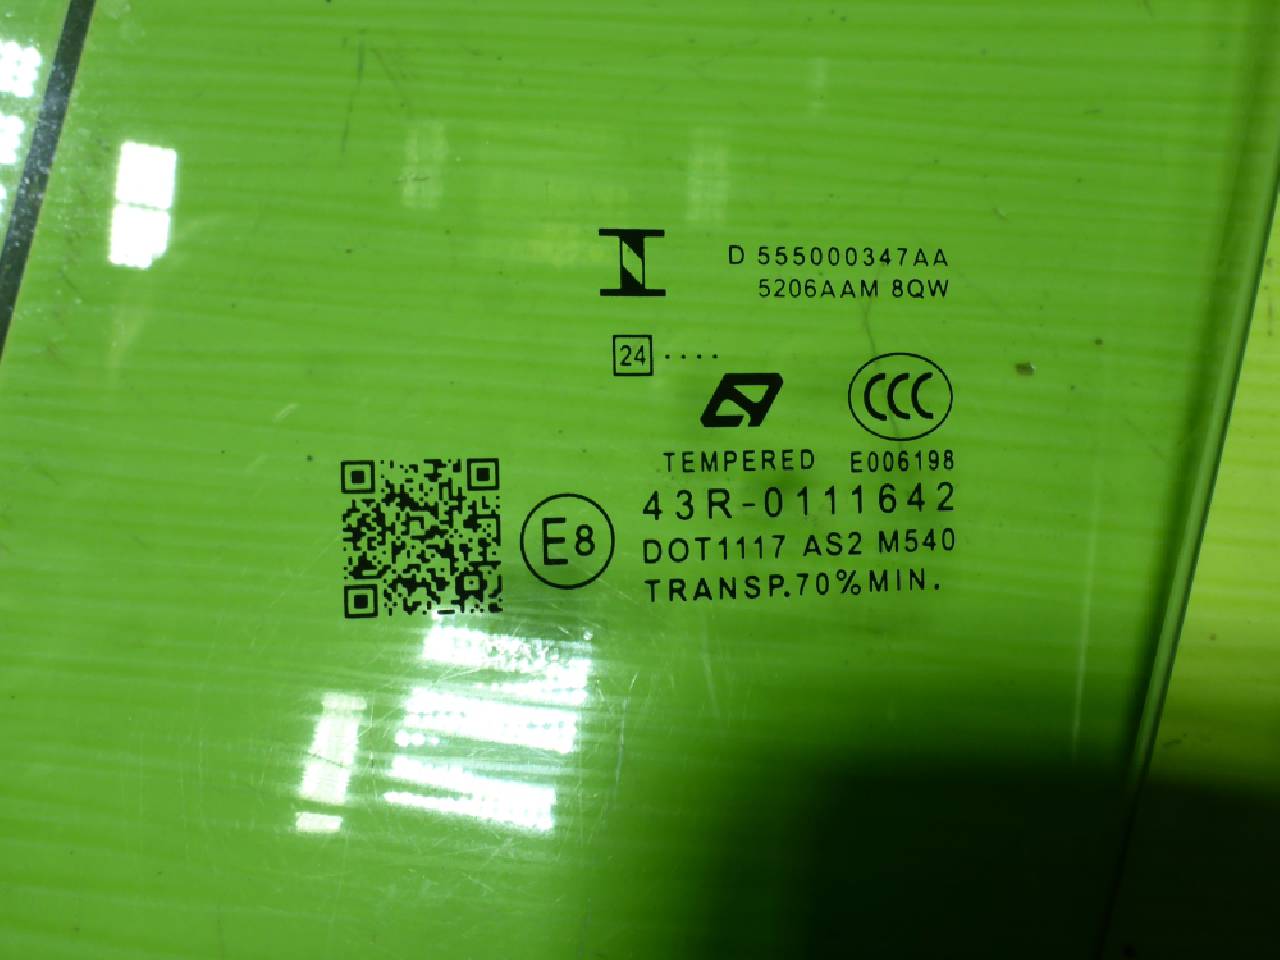 D 555000347AA
5206AAM 8QW
24 ····
CCC
TEMPERED E006198
E8
43R-0111642
DOT1117 AS2 M540
TRANSP.70%MIN.